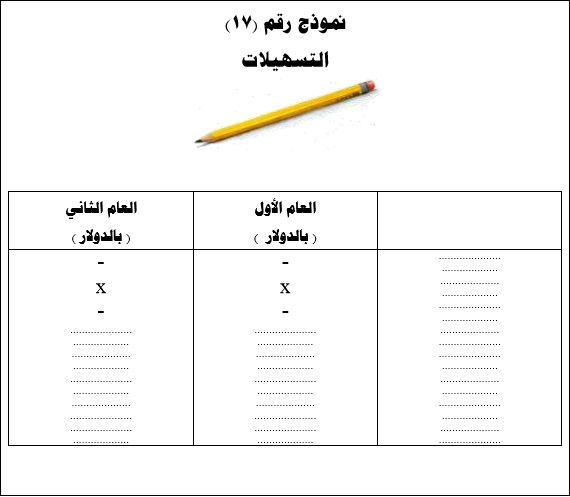 نموذج رقم (١٧)
التسهيلات
العام الأول
العام الثاني
( بالدولار )
( بالدولار )
-
-
x
x
-
-